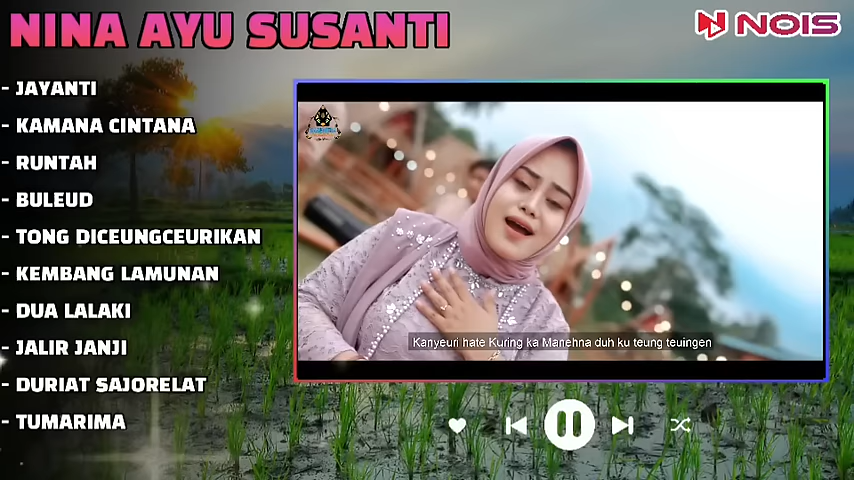 NINA AYU SUSANTI
NOIS
- JAYANTI
- KAMANA CINTANA
- RUNTAH
- BULEUD
- TONG DICEUNGCEURIKAN
- KEMBANG LAMUNAN
- DUA LALAKI
- JALIR JANJI
- DURIAT SAJORELAT
- TUMARIMA
Kanyeuri hate Kuring ka Manehna duh ku teung teuingen